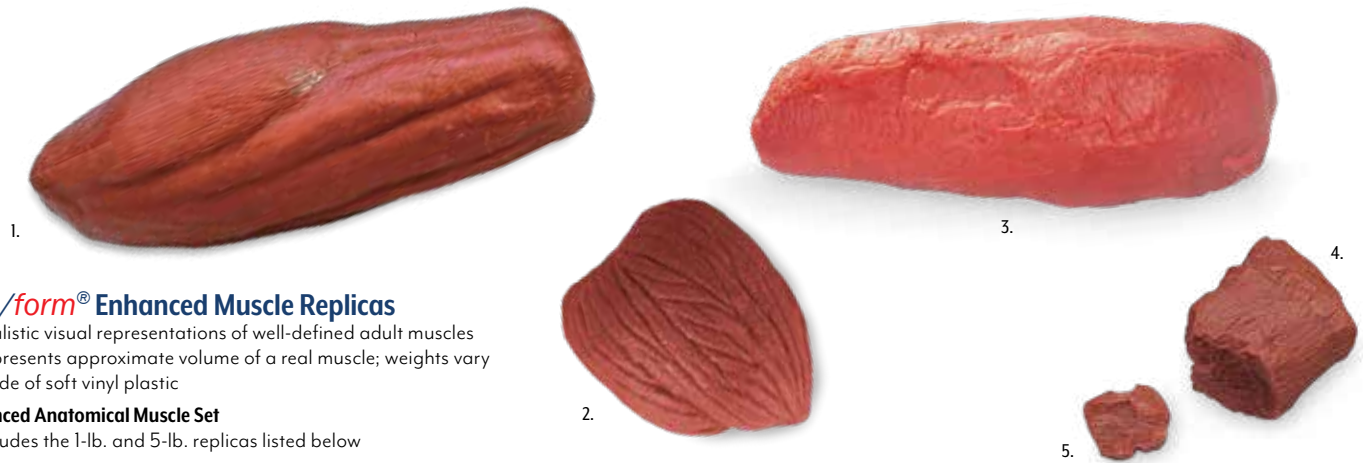 1.
3.
4.
/form® Enhanced Muscle Replicas
listic visual representations of well-defined adult muscles
presents approximate volume of a real muscle; weights vary
de of soft vinyl plastic
2.
nced Anatomical Muscle Set
udes the 1-lb. and 5-lb. replicas listed below
5.